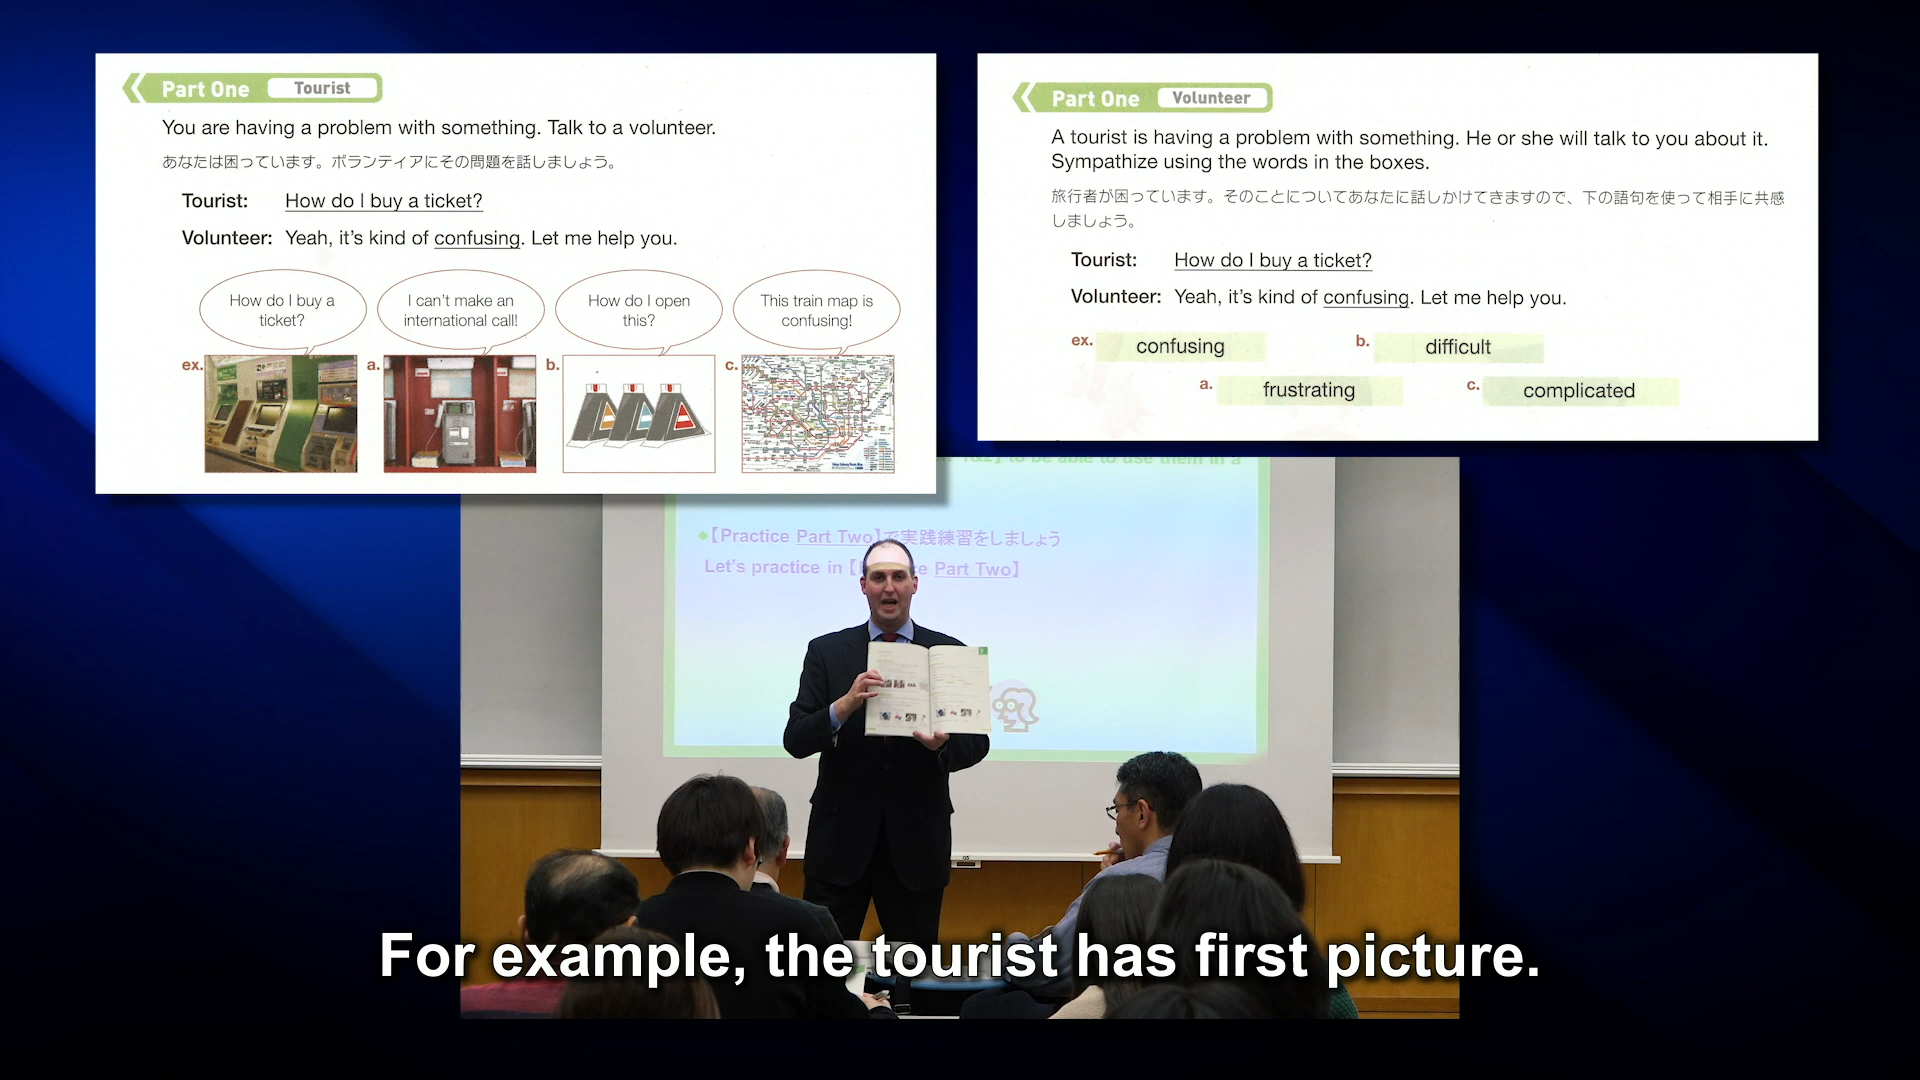 Part One Tourist
You are having a problem with something. Talk to a volunteer.
あなたは困っています。ボランティアにその問題を話しましょう。
Tourist: How do I buy a ticket?
Volunteer: Yeah, it's kind of confusing. Let me help you.
How do I buy a
ticket?
I can't make an
international call!
How do I open
this?
This train map is
confusing!
ex.
a.
b.
c.
Part One Volunteer
A tourist is having a problem with something. He or she will talk to you about it.
Sympathize using the words in the boxes.
旅行者が困っています。そのことについてあなたに話しかけてきますので、下の語句を使って相手に共感
しましょう。
Tourist: How do I buy a ticket?
Volunteer: Yeah, it's kind of confusing. Let me help you.
ex. confusing
b. difficult
a. frustrating
c. complicated
to be able to use them in a
◆【Practice Part Two】で実践練習をしましょう
Let's practice in 【 ce Part Two】
For example, the tourist has first picture.